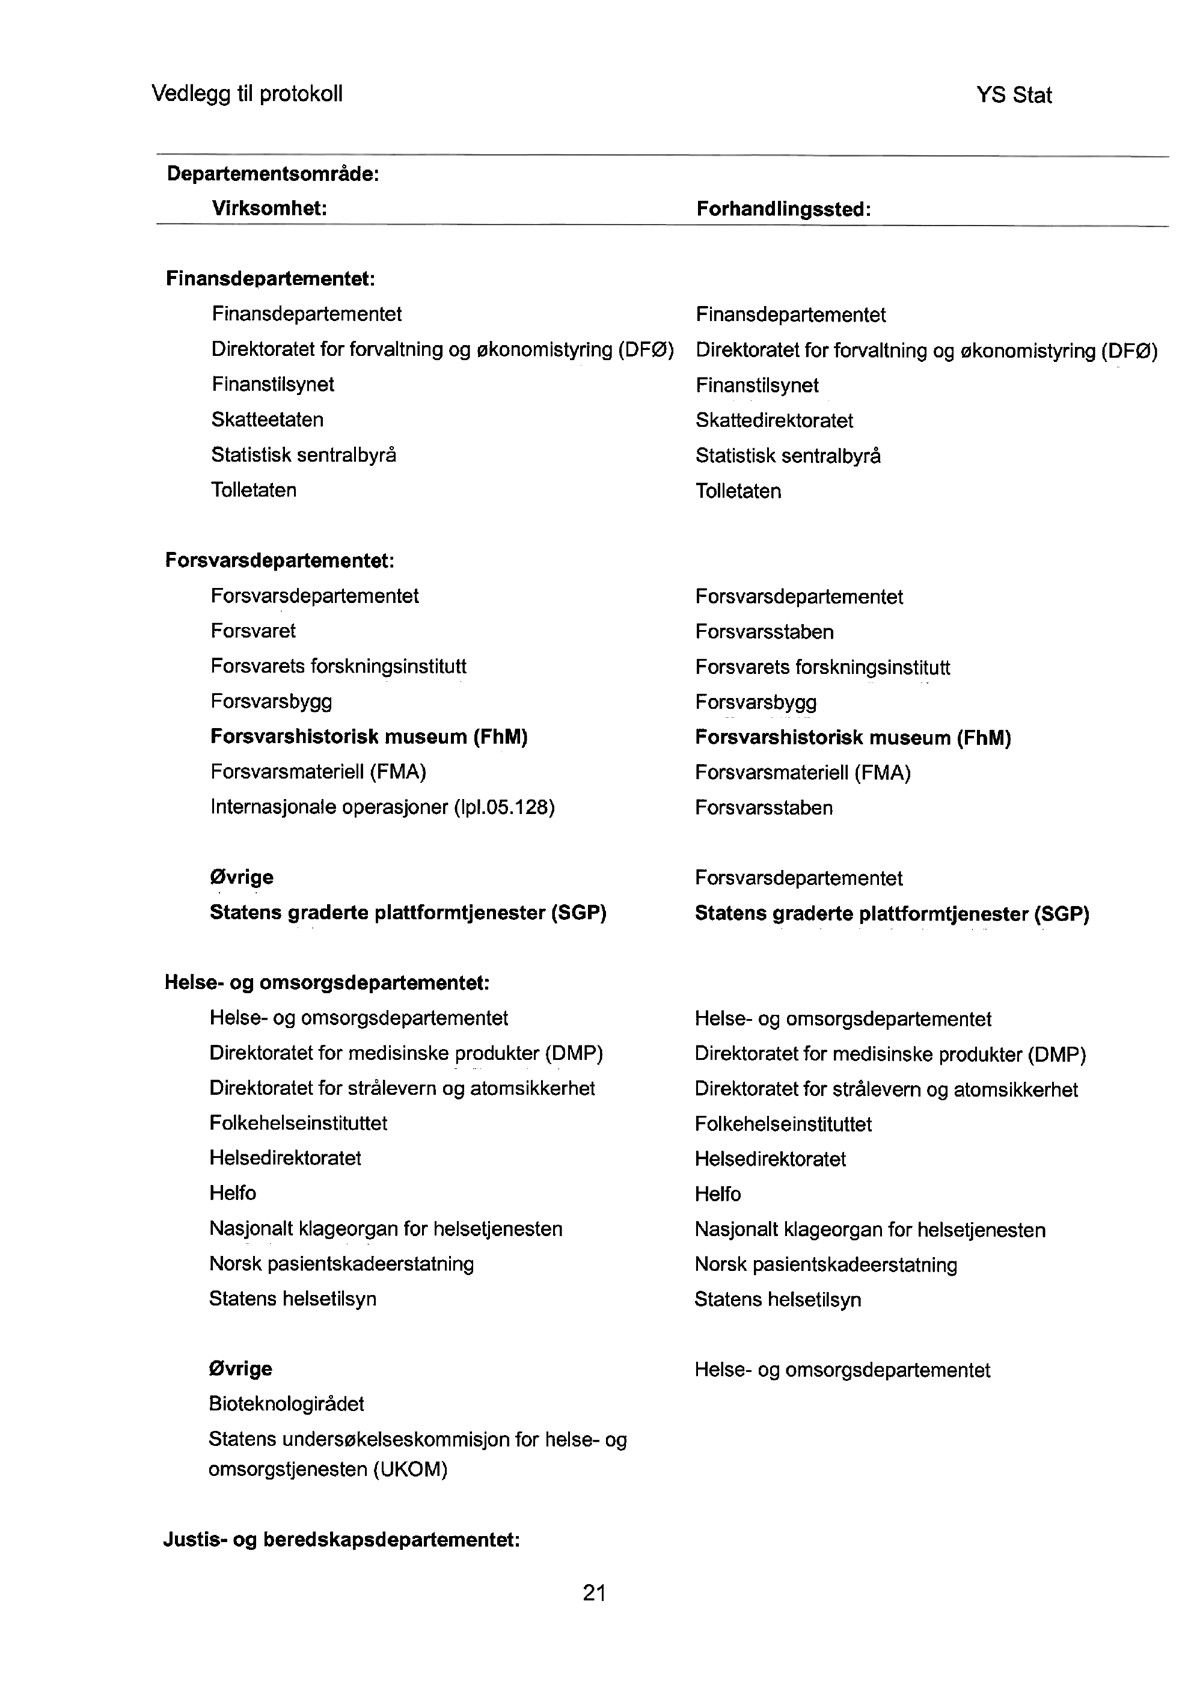 Vedlegg til protokoll YS Stat
Departementsområde:
Virksomhet: Forhandlingssted:
Finansdepartementet:
Finansdepartementet Finansdepartementet
Direktoratet for forvaltning og økonomistyring (DFØ) Direktoratet for forvaltning og økonomistyring (DFØ)
Finanstilsynet Finanstilsynet
Skatteetaten Skattedirektoratet
Statistisk sentralbyrå Statistisk sentralbyrå
Tolletaten Tolletaten
Forsvarsdepartementet:
Forsvarsdepartementet Forsvarsdepartementet
Forsvaret Forsvarsstaben
Forsvarets forskningsinstitutt Forsvarets forskningsinstitutt
Forsvarsbygg Forsvarsbygg
Forsvarshistorisk museum (FhM) Forsvarshistorisk museum (FhM)
Forsvarsmateriell (FMA) Forsvarsmateriell (FMA)
Internasjonale operasjoner (lpl.05.128) Forsvarsstaben
Øvrige Forsvarsdepartementet
Statens graderte plattformtjenester (SGP) Statens graderte plattformtjenester (SGP)
Helse- og omsorgsdepartementet:
Helse- og omsorgsdepartementet Helse- og omsorgsdepartementet
Direktoratet for medisinske produkter (DMP) Direktoratet for medisinske produkter (DMP)
Direktoratet for strålevern og atomsikkerhet Direktoratet for strålevern og atomsikkerhet
Folkehelseinstituttet Folkehelseinstituttet
Helsedirektoratet Helsedirektoratet
Helfo Helfo
Nasjonalt klageorgan for helsetjenesten Nasjonalt klageorgan for helsetjenesten
Norsk pasientskadeerstatning Norsk pasientskadeerstatning
Statens helsetilsyn Statens helsetilsyn
Øvrige Helse- og omsorgsdepartementet
Bioteknologirådet
Statens undersøkelseskommisjon for helse- og
omsorgstjenesten (UKOM)
Justis- og beredskapsdepartementet:
21